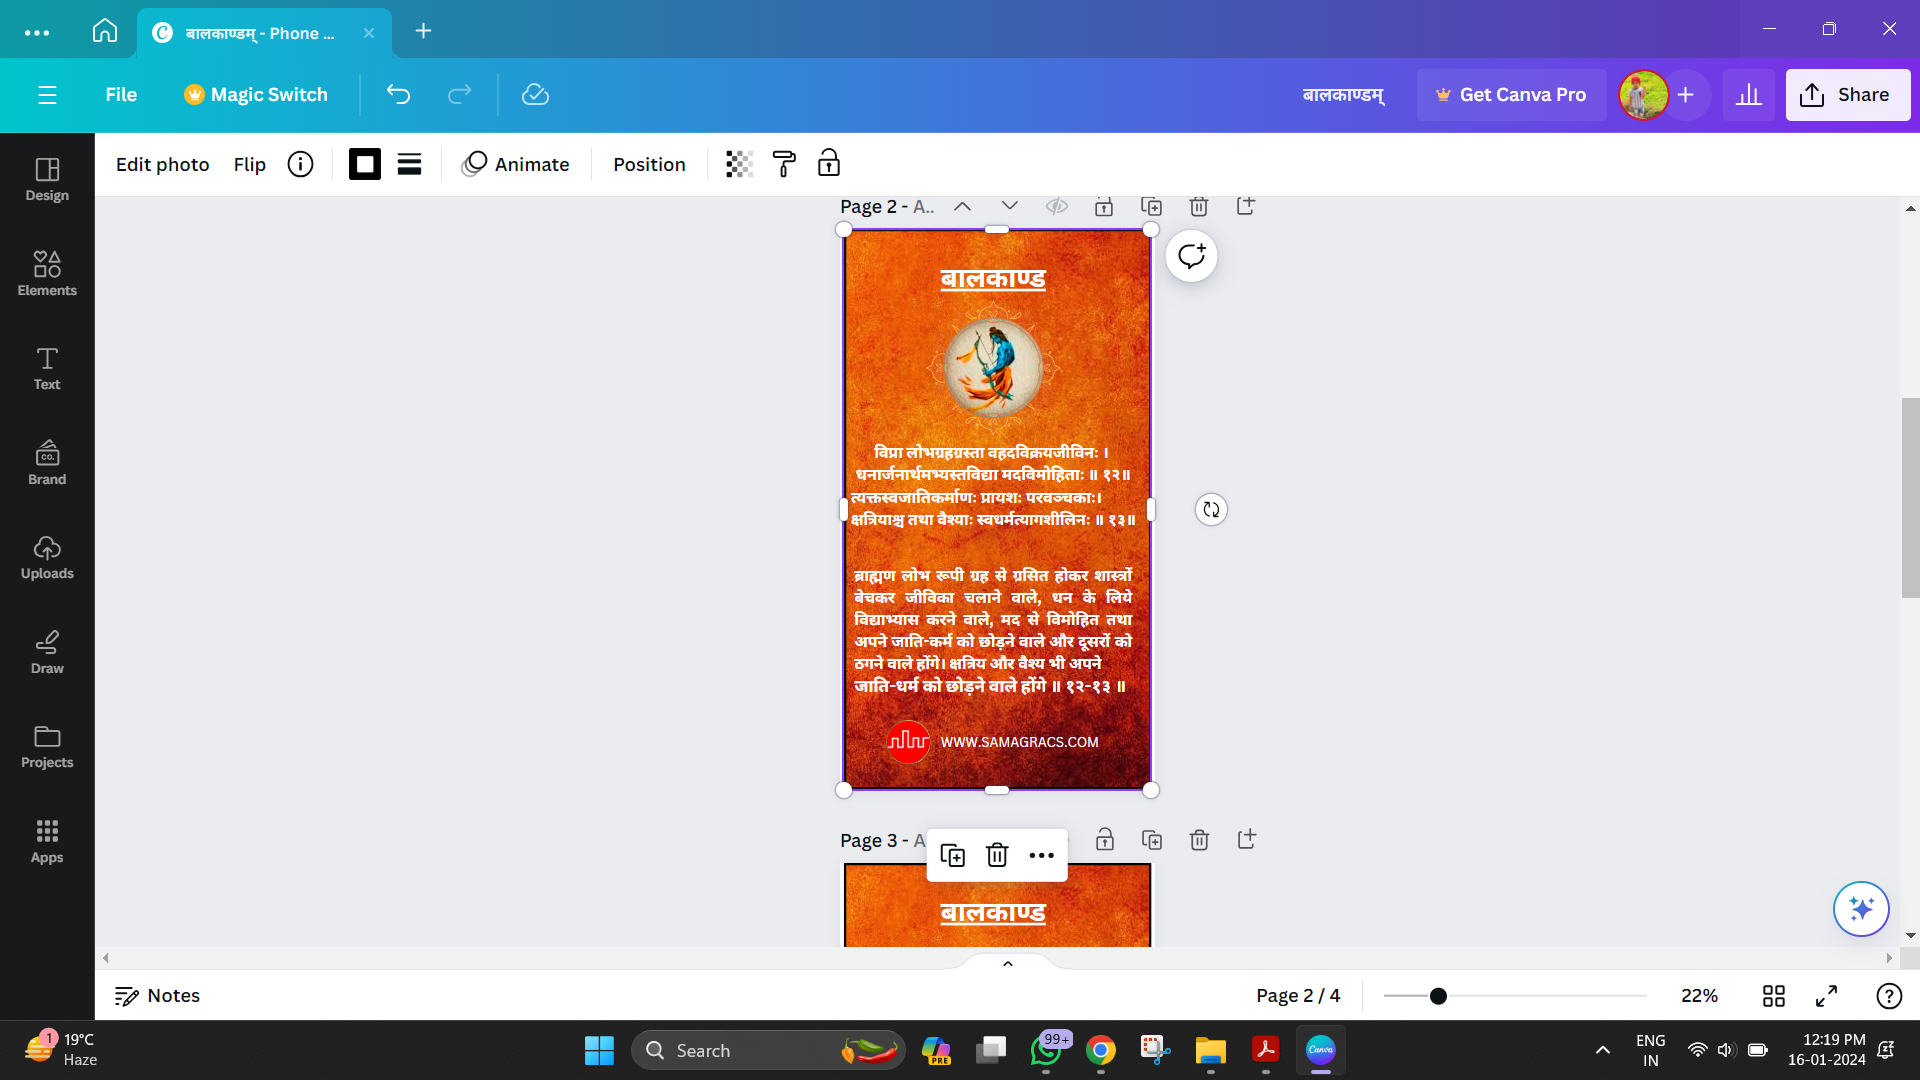 बालकाण्डम् - Phone ...
File
Magic Switch
बालकाण्डम्
Get Canva Pro
Share
Edit photo
Flip
Animate
Position
Design
Elements
Text
CO.
Brand
Uploads
Draw
Projects
Apps
Page 2 - A..
बालकाण्ड
विप्रा लोभग्रहग्रस्ता वहदविक्रयजीविनः ।
धनार्जनार्थमभ्यस्तविद्या मदविमोहिताः ॥ १२॥
त्यक्तस्वजातिकर्माणः प्रायशः परवञ्चकाः।
क्षत्रियाश्च तथा वैश्याः स्वधर्मत्यागशीलिनः ॥ १३॥
ब्राह्मण लोभ रूपी ग्रह से ग्रसित होकर शास्त्रों
बेचकर जीविका चलाने वाले, धन के लिये
विद्याभ्यास करने वाले, मद से विमोहित तथा
अपने जाति-कर्म को छोड़ने वाले और दूसरों को
ठगने वाले होंगे। क्षत्रिय और वैश्य भी अपने
जाति-धर्म को छोड़ने वाले होंगे ॥ १२-१३ ॥
WWW.SAMAGRACS.COM
Page 3 - A
बालकाण्ड
Notes
Page 2 / 4
22%
1
19°C
Haze
Search
PRE
99+
Canva
ENG
IN
12:19 PM
16-01-2024